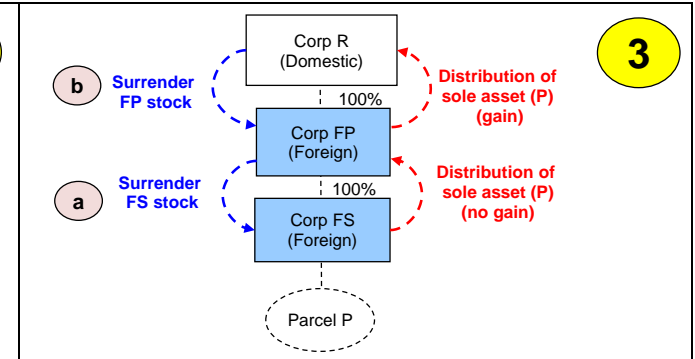 3
Corp R
(Domestic)
b
Surrender
FP stock
Distribution of
sole asset (P)
(gain)
100%
Corp FP
(Foreign)
a
Surrender
FS stock
Distribution of
sole asset (P)
(no gain)
100%
Corp FS
(Foreign)
Parcel P